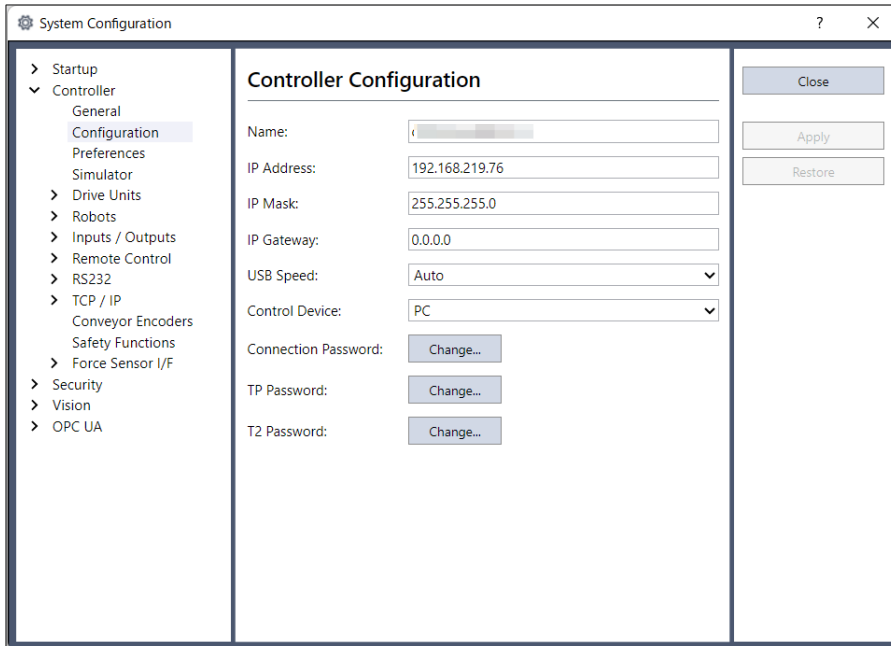 System Configuration
?
Startup
Controller
General
Configuration
Preferences
Simulator
Drive Units
Robots
Inputs / Outputs
Remote Control
RS232
TCP / IP
Conveyor Encoders
Safety Functions
Force Sensor I/F
Security
Vision
OPC UA
Controller Configuration
Name:
IP Address: 192.168.219.76
IP Mask: 255.255.255.0
IP Gateway: 0.0.0.0
USB Speed: Auto
Control Device: PC
Connection Password: Change...
TP Password: Change...
T2 Password: Change...
Close
Apply
Restore